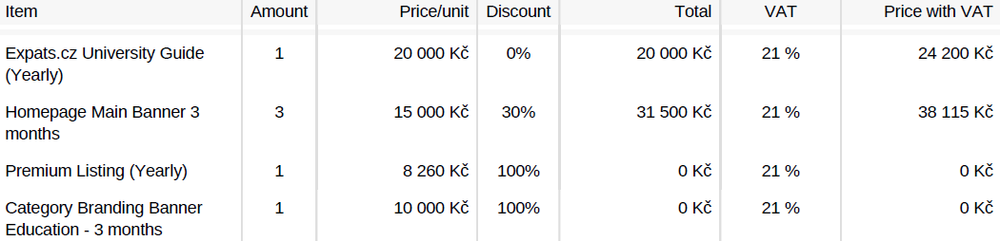 Item Amount Price/unit Discount Total VAT Price with VAT
Expats.cz University Guide 1 20 000 Kč 0% 20 000 Kč 21 % 24 200 Kč
(Yearly)
Homepage Main Banner 3 3 15 000 Kč 30% 31 500 Kč 21 % 38 115 Kč
months
Premium Listing (Yearly) 1 8 260 Kč 100% 0 Kč 21 % 0 Kč
Category Branding Banner 1 10 000 Kč 100% 0 Kč 21 % 0 Kč
Education - 3 months